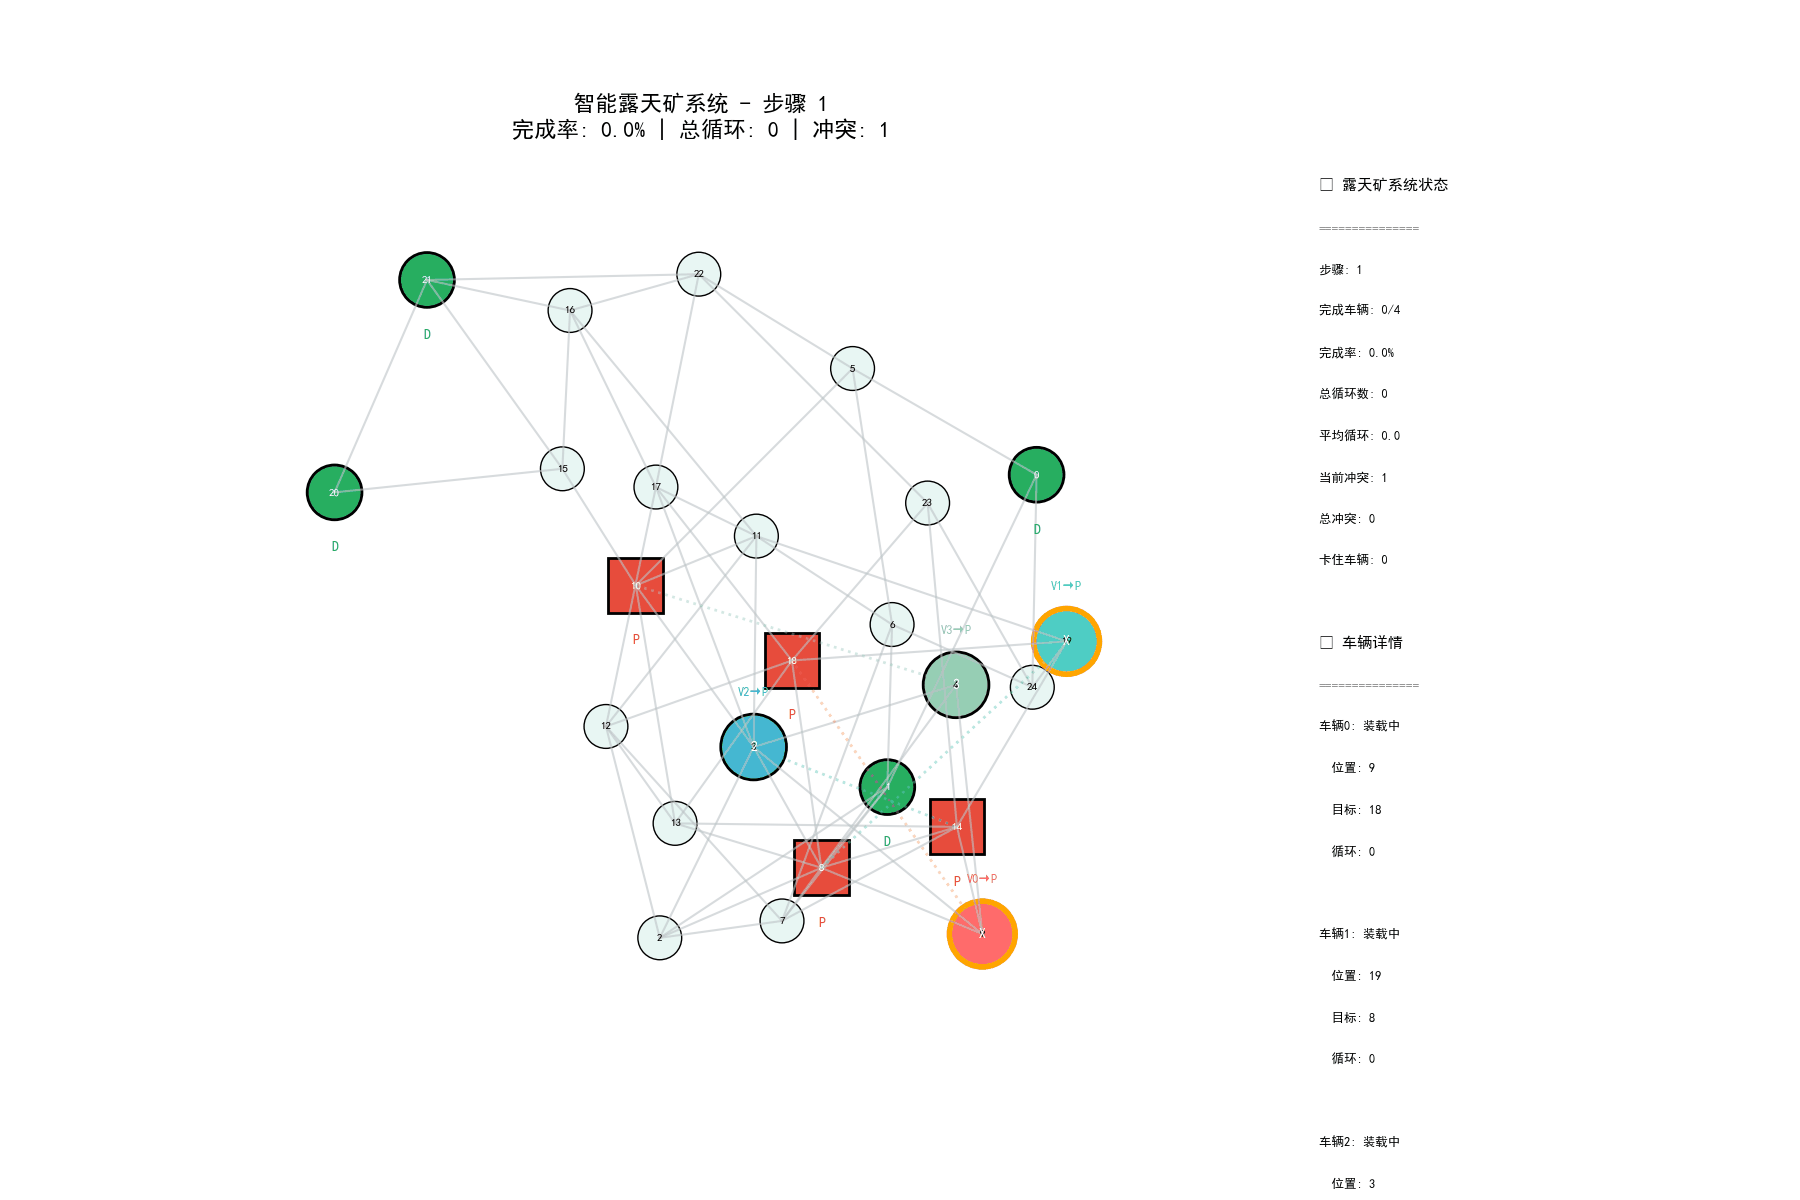 智能露天矿系统 - 步骤 1
完成率: 0.0% | 总循环: 0 | 冲突: 1
21
D
22
16
5
20
D
15
17
0
D
23
11
10
P
V1→P
19
6
V3→P
18
P
4
24
V2→P
12
3
1
D
13
14
P
8
P
V0→P
7
2
□ 露天矿系统状态
===============
步骤: 1
完成车辆: 0/4
完成率: 0.0%
总循环数: 0
平均循环: 0.0
当前冲突: 1
总冲突: 0
卡住车辆: 0
□ 车辆详情
===============
车辆0: 装载中
位置: 9
目标: 18
循环: 0
车辆1: 装载中
位置: 19
目标: 8
循环: 0
车辆2: 装载中
位置: 3